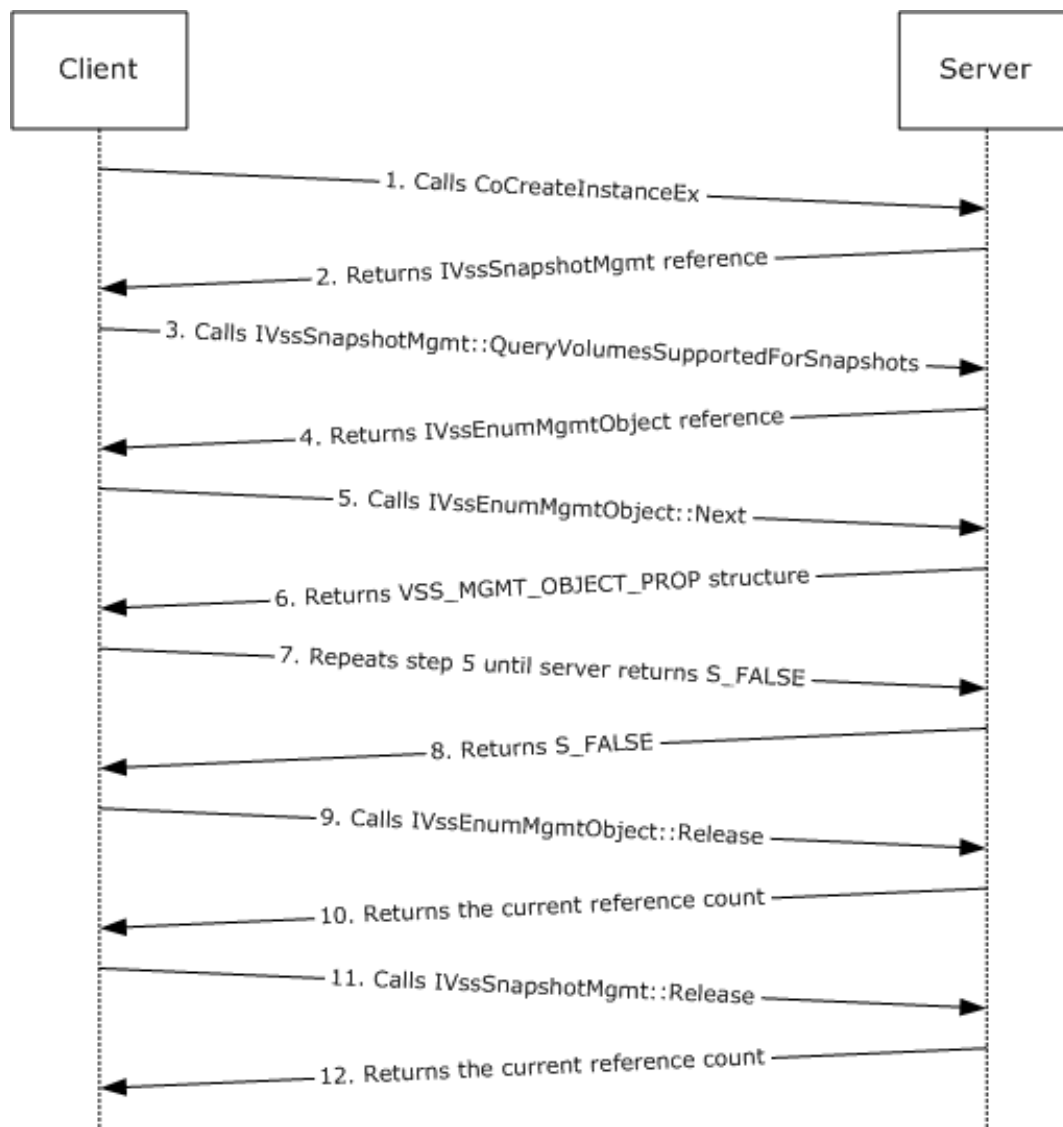 Client
Server
1. Calls CoCreateInstanceEx
2. Returns IVssSnapshotMgmt reference
3. Calls IVssSnapshotMgmt::QueryVolumesSupportedForSnapshots
4. Returns IVssEnumMgmtObject reference
5. Calls IVssEnumMgmtObject::Next
6. Returns VSS_MGMT_OBJECT_PROP structure
7. Repeats step 5 until server returns S_FALSE
8. Returns S_FALSE
9. Calls IVssEnumMgmtObject::Release
10. Returns the current reference count
11. Calls IVssSnapshotMgmt::Release
12. Returns the current reference count